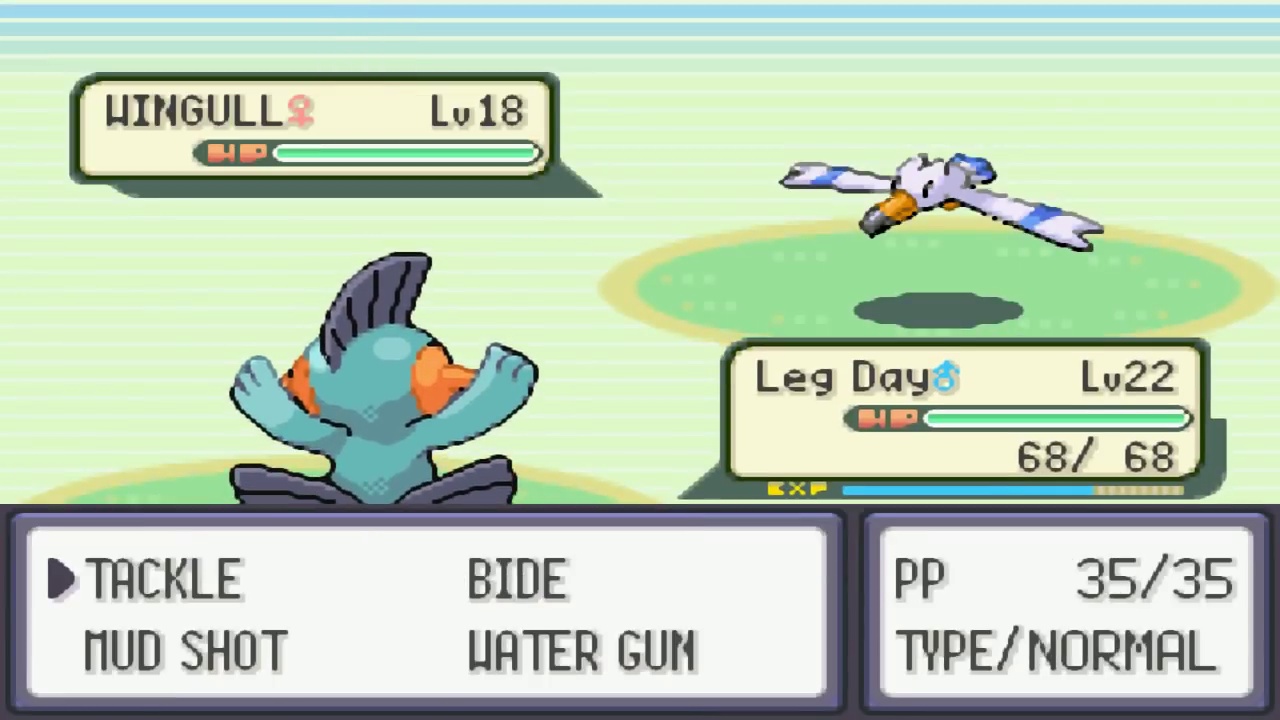 WINGULL♀ Lv18
HP
Leg Day♂ Lv22
HP
68/ 68
EXP
▶TACKLE BIDE
MUD SHOT WATER GUN
PP 35/35
TYPE/NORMAL